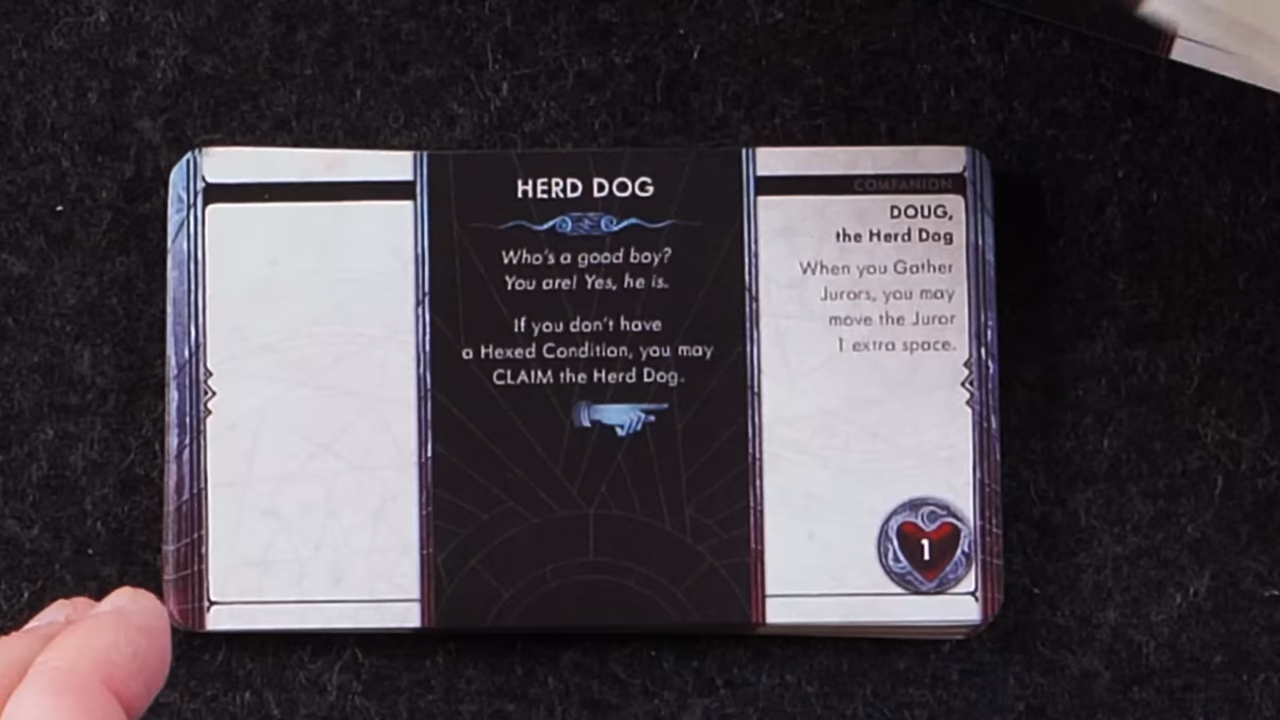 HERD DOG
Who's a good boy?
You are! Yes, he is.
If you don't have
a Hexed Condition, you may
CLAIM the Herd Dog.
COMPANION
DOUG,
the Herd Dog
When you Gather
Jurors, you may
move the Juror
1 extra space.
1